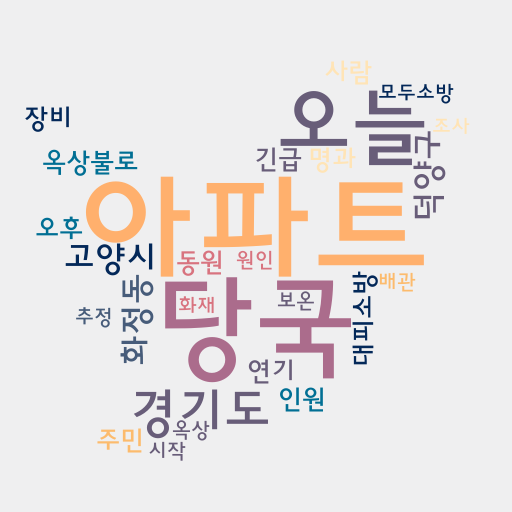 사람
모두소방
오늘
장비
조사
긴급
명과
옥상불로
덕양구
아파트
오후
고양시
동원
원인
배관
화정동
당국
화재
보온
대피소방
추정
연기
경기도
인원
옥상
주민
시작